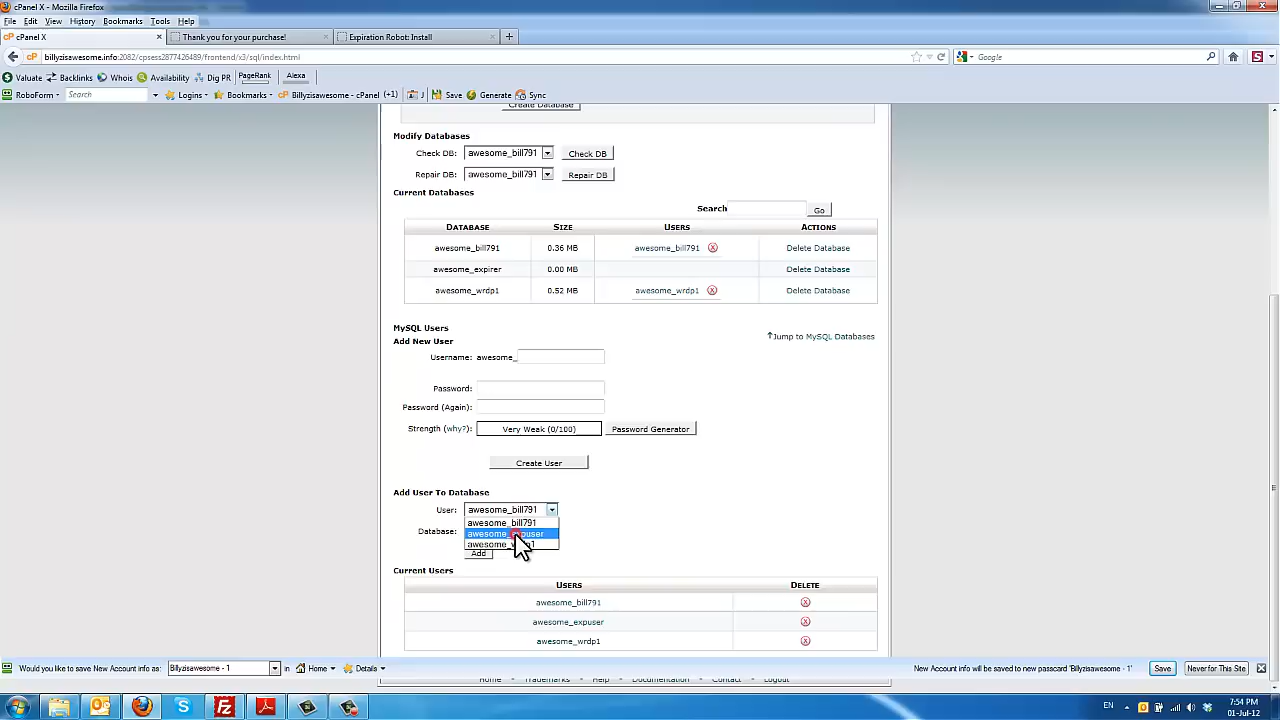 cPanel X - Mozilla Firefox
File Edit View History Bookmarks Tools Help
cPanel X Thank you for your purchase! Expiration Robot: Install
billyzisawesome.info:2082/cpsess2877426489/frontend/x3/sql/index.html Google
Valuate Backlinks Whois Availability Dig PR PageRank Alexa
RoboForm Search Logins Bookmarks Billyzisawesome - cPanel (+1) J Save Generate Sync
Create Database
Modify Databases
Check DB: awesome_bill791 Check DB
Repair DB: awesome_bill791 Repair DB
Current Databases
Search Go
DATABASE SIZE USERS ACTIONS
awesome_bill791 0.36 MB awesome_bill791 Delete Database
awesome_expirer 0.00 MB Delete Database
awesome_wrdp1 0.52 MB awesome_wrdp1 Delete Database
MySQL Users
Jump to MySQL Databases
Add New User
Username: awesome_
Password:
Password (Again):
Strength (why?): Very Weak (0/100) Password Generator
Create User
Add User To Database
User: awesome_bill791
awesome_bill791
Database: awesome_expuser
awesome_wrdp1
Add
Current Users
USERS DELETE
awesome_bill791
awesome_expuser
awesome_wrdp1
Would you like to save New Account info as: Billyzisawesome - 1 in Home Details New Account info will be saved to new passcard 'Billyzisawesome - 1' Save Never for This Site
Home Trademarks Help Documentation Contact Logout
EN 7:54 PM
01-Jul-12